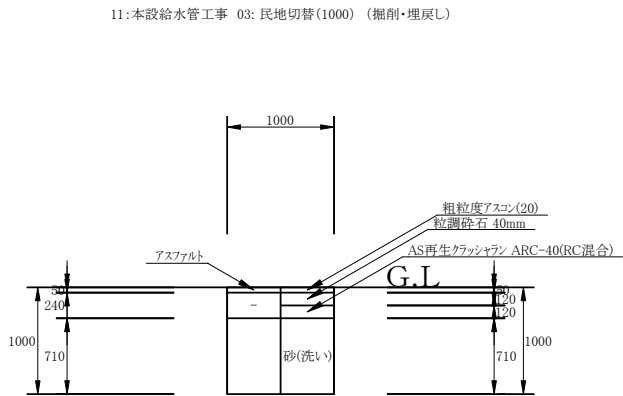 11:本設給水管工事 03: 民地切替(1000) (掘削・埋戻し)
1000
粗粒度アスコン(20)
粒調砕石 40mm
アスファルト
AS再生クラッシャラン ARC-40(RC混合)
G.L
50
240
1000
710
-
砂(洗い)
50
120
120
710
1000